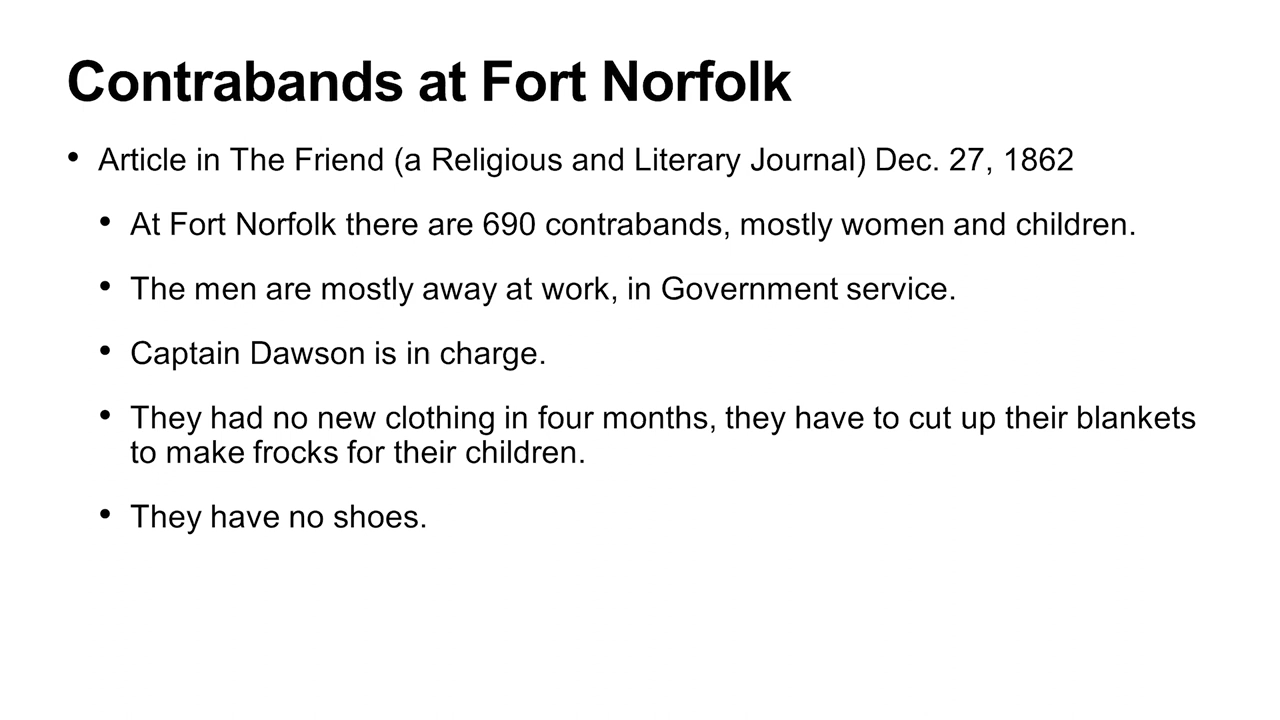 Contrabands at Fort Norfolk
• Article in The Friend (a Religious and Literary Journal) Dec. 27, 1862
• At Fort Norfolk there are 690 contrabands, mostly women and children.
• The men are mostly away at work, in Government service.
• Captain Dawson is in charge.
• They had no new clothing in four months, they have to cut up their blankets
to make frocks for their children.
• They have no shoes.